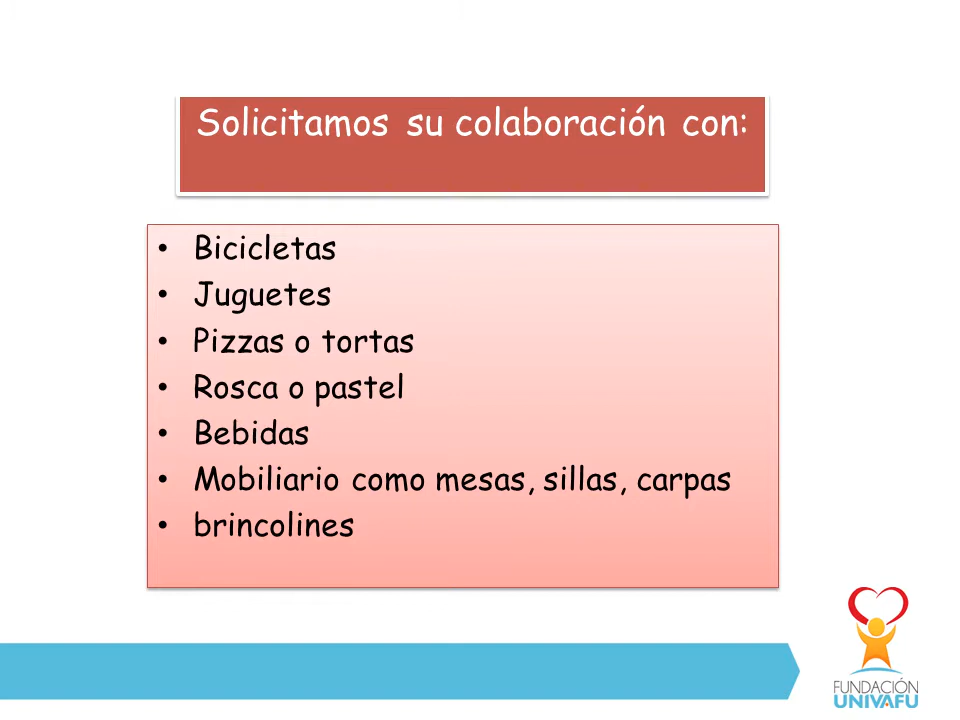 Solicitamos su colaboración con:
• Bicicletas
• Juguetes
• Pizzas o tortas
• Rosca o pastel
• Bebidas
• Mobiliario como mesas, sillas, carpas
• brincolines
FUNDACIÓN
UNIVAFU